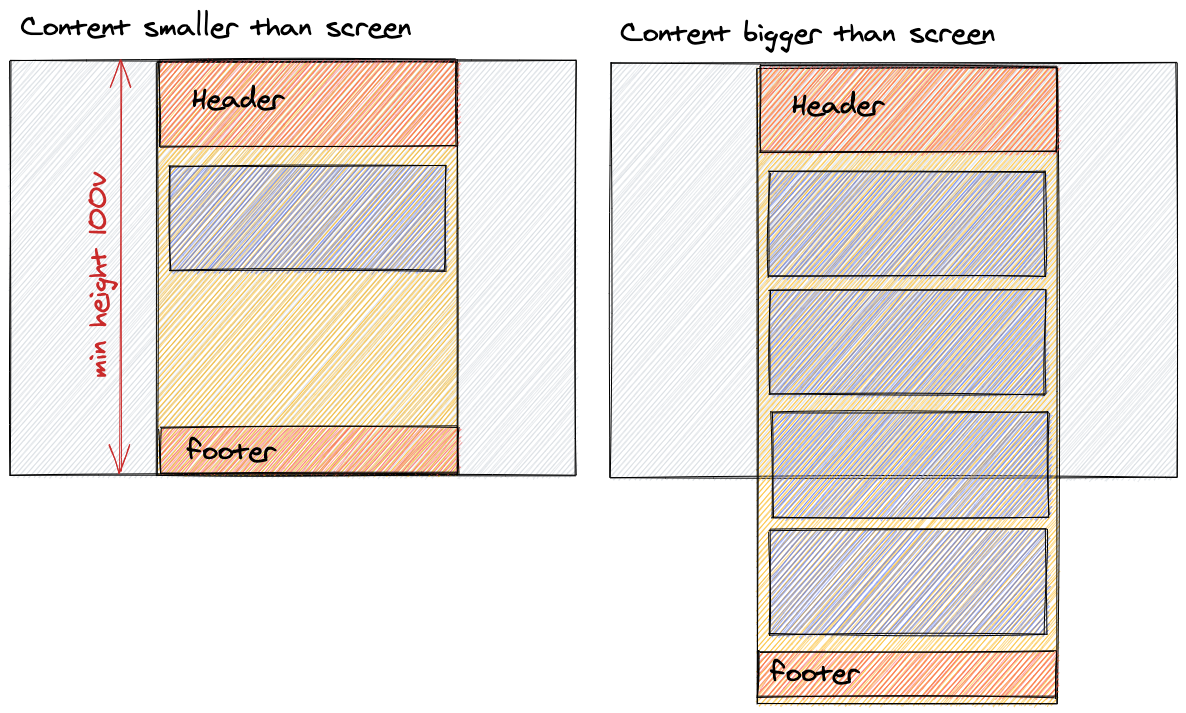 Content smaller than screen
Header
min height 100v
footer
Content bigger than screen
Header
footer